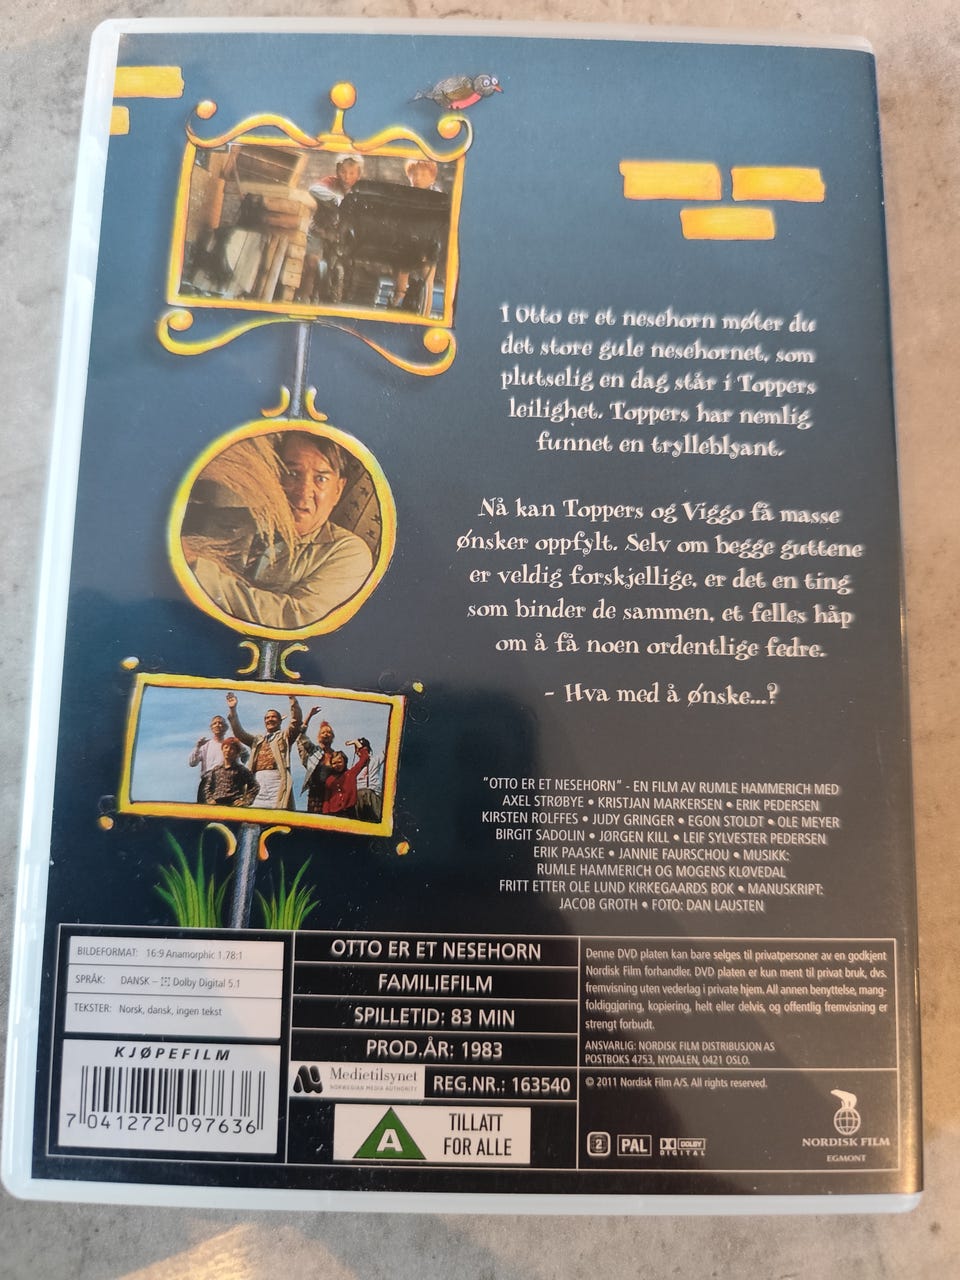 I Otto er et nesehorn møter du
det store gule nesehornet, som
plutselig en dag står i Toppers
leilighet. Toppers har nemlig
funnet en trylleblyant.
Nå kan Toppers og Viggo få masse
ønsker oppfylt. Selv om begge guttene
er veldig forskjellige, er det en ting
som binder de sammen, et felles håp
om å få noen ordentlige fedre.
- Hva med å ønske...?
"OTTO ER ET NESEHORN" - EN FILM AV RUMLE HAMMERICH MED
AXEL STRØBYE • KRISTJAN MARKERSEN • ERIK PEDERSEN
KIRSTEN ROLFFES • JUDY GRINGER • EGON STOLDT • OLE MEYER
BIRGIT SADOLIN • JØRGEN KILL • LEIF SYLVESTER PEDERSEN
ERIK PAASKE • JANNIE FAURSCHOU • MUSIKK:
RUMLE HAMMERICH OG MOGENS KLØVEDAL
FRITT ETTER OLE LUND KIRKEGAARDS BOK • MANUSKRIPT:
JACOB GROTH • FOTO: DAN LAUSTEN
BILDEFORMAT: 16:9 Anamorphic 1.78:1
SPRÅK: DANSK – Dolby Digital 5.1
TEKSTER: Norsk, dansk, ingen tekst
KJØPEFILM
7 041272 097636
OTTO ER ET NESEHORN
FAMILIEFILM
SPILLETID: 83 MIN
PROD.ÅR: 1983
Medietilsynet
NORWEGIAN MEDIA AUTHORITY
REG.NR.: 163540
A
TILLATT
FOR ALLE
Denne DVD platen kan bare selges til privatpersoner av en godkjent
Nordisk Film forhandler. DVD platen er kun ment til privat bruk, dvs.
fremvisning uten vederlag i private hjem. All annen benyttelse, mang-
foldiggjøring, kopiering, helt eller delvis, og offentlig fremvisning er
strengt forbudt.
ANSVARLIG: NORDISK FILM DISTRIBUSJON AS
POSTBOKS 4753, NYDALEN, 0421 OSLO.
© 2011 Nordisk Film A/S. All rights reserved.
2
PAL
DOLBY
DIGITAL
NORDISK FILM
EGMONT